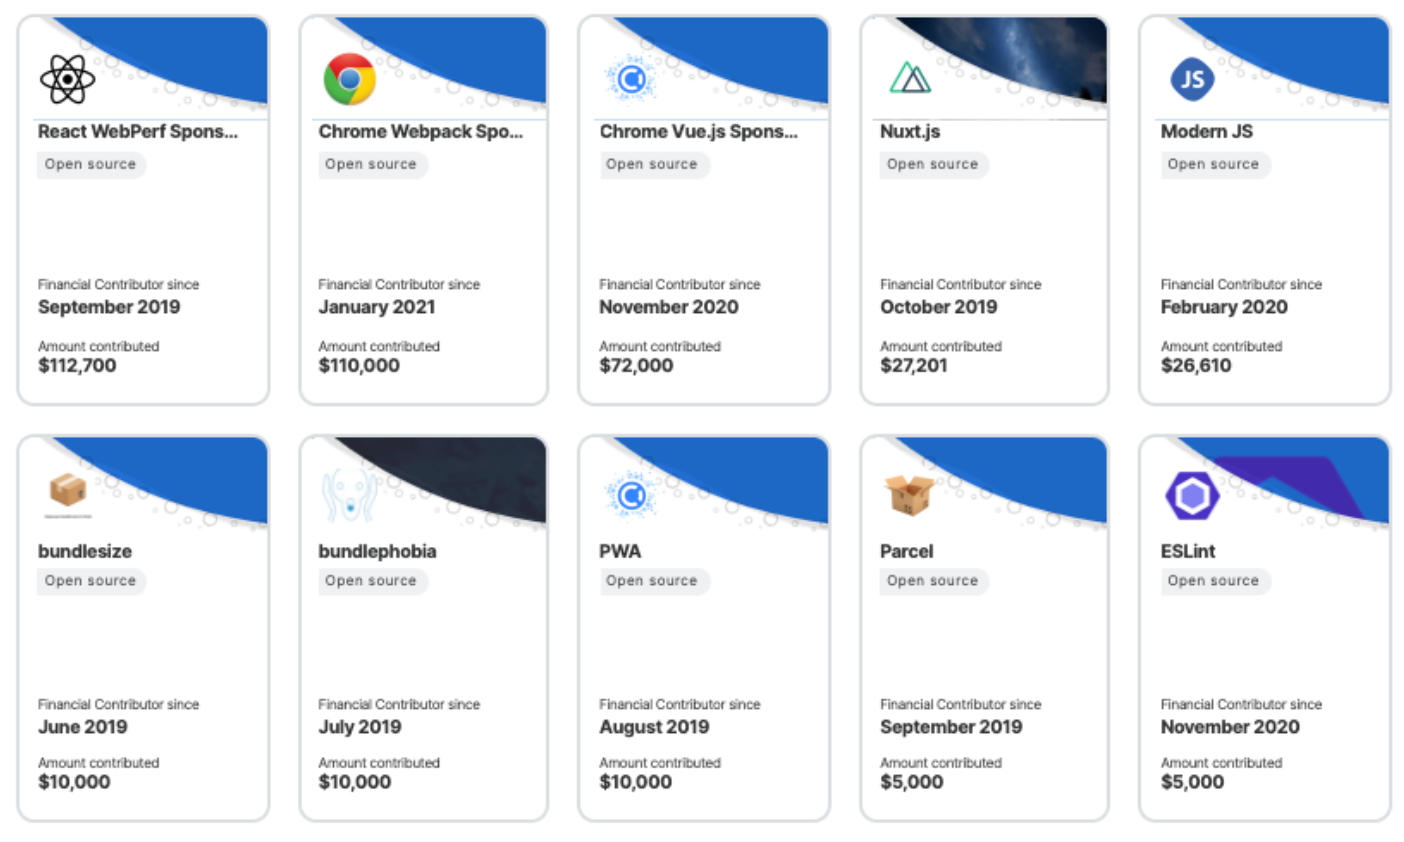 React WebPerf Spons...
Open source
Financial Contributor since
September 2019
Amount contributed
$112,700
Chrome Webpack Spo...
Open source
Financial Contributor since
January 2021
Amount contributed
$110,000
Chrome Vue.js Spons...
Open source
Financial Contributor since
November 2020
Amount contributed
$72,000
Nuxt.js
Open source
Financial Contributor since
October 2019
Amount contributed
$27,201
JS
Modern JS
Open source
Financial Contributor since
February 2020
Amount contributed
$26,610
bundlesize
Open source
Financial Contributor since
June 2019
Amount contributed
$10,000
bundlephobia
Open source
Financial Contributor since
July 2019
Amount contributed
$10,000
PWA
Open source
Financial Contributor since
August 2019
Amount contributed
$10,000
Parcel
Open source
Financial Contributor since
September 2019
Amount contributed
$5,000
ESLint
Open source
Financial Contributor since
November 2020
Amount contributed
$5,000